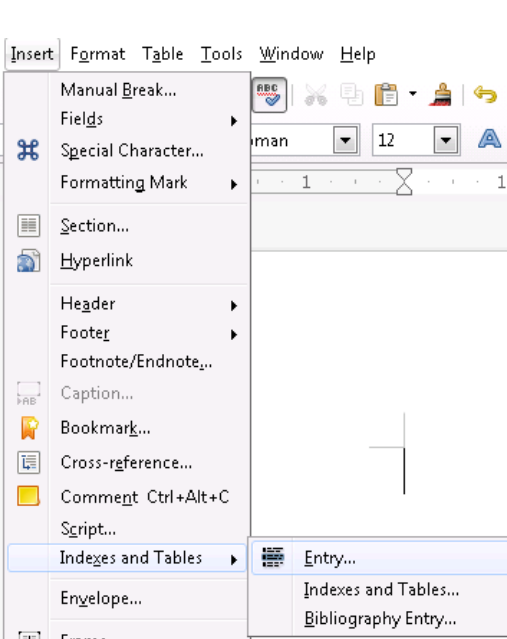 Insert Format Table Tools Window Help
Manual Break...
ABC
Fields
man 12 A
Special Character...
Formatting Mark
1 1
Section...
Hyperlink
Header
Footer
Footnote/Endnote...
Caption...
Bookmark...
Cross-reference...
Comment Ctrl+Alt+C
Script...
Indexes and Tables
Entry...
Indexes and Tables...
Envelope...
Bibliography Entry...